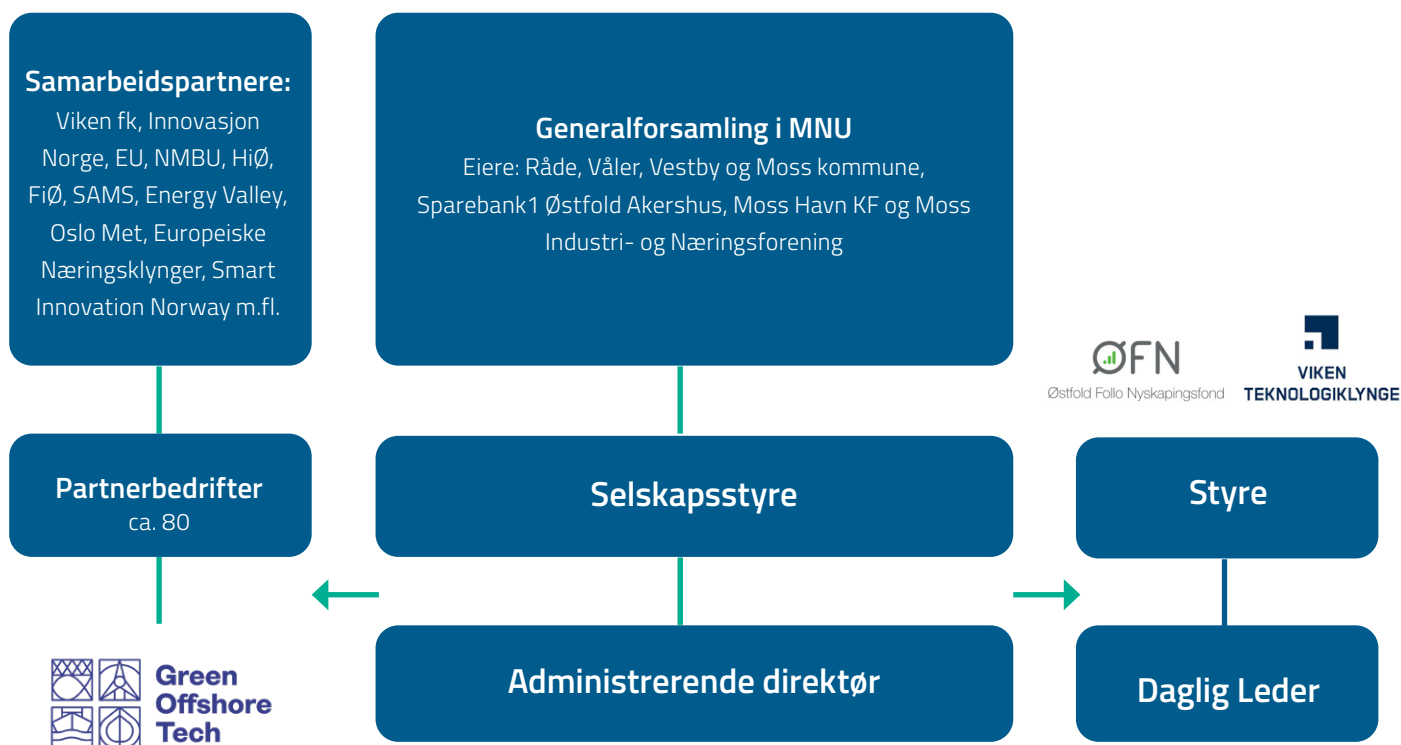 Samarbeidspartnere:
Viken fk, Innovasjon
Norge, EU, NMBU, HiØ,
FiØ, SAMS, Energy Valley,
Oslo Met, Europeiske
Næringsklynger, Smart
Innovation Norway m.fl.
Generalforsamling i MNU
Eiere: Råde, Våler, Vestby og Moss kommune,
Sparebank1 Østfold Akershus, Moss Havn KF og Moss
Industri- og Næringsforening
ØFN
Østfold Follo Nyskapingsfond
VIKEN
TEKNOLOGIKLYNGE
Partnerbedrifter
ca. 80
Selskapsstyre
Styre
Green
Offshore
Tech
Administrerende direktør
Daglig Leder